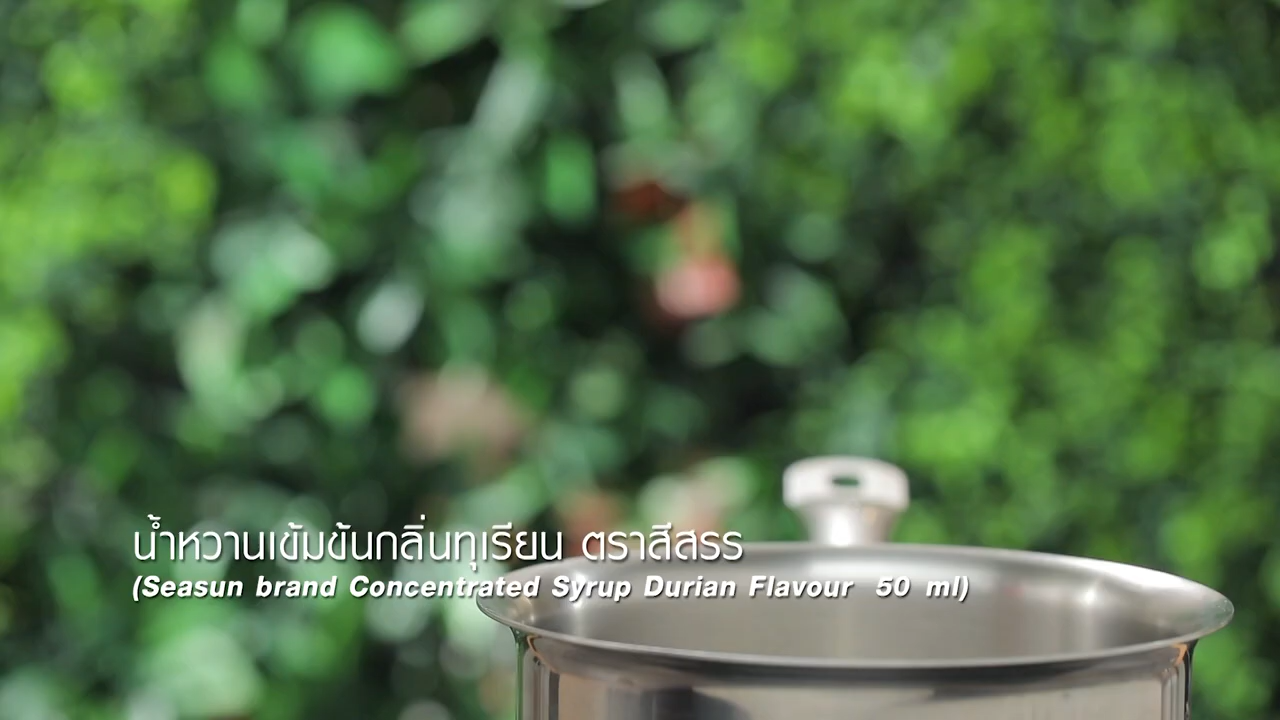 น้ำหวานเข้มข้นกลิ่นทุเรียน ตราสีสรร
(Seasun brand Concentrated Syrup Durian Flavour  50 ml)